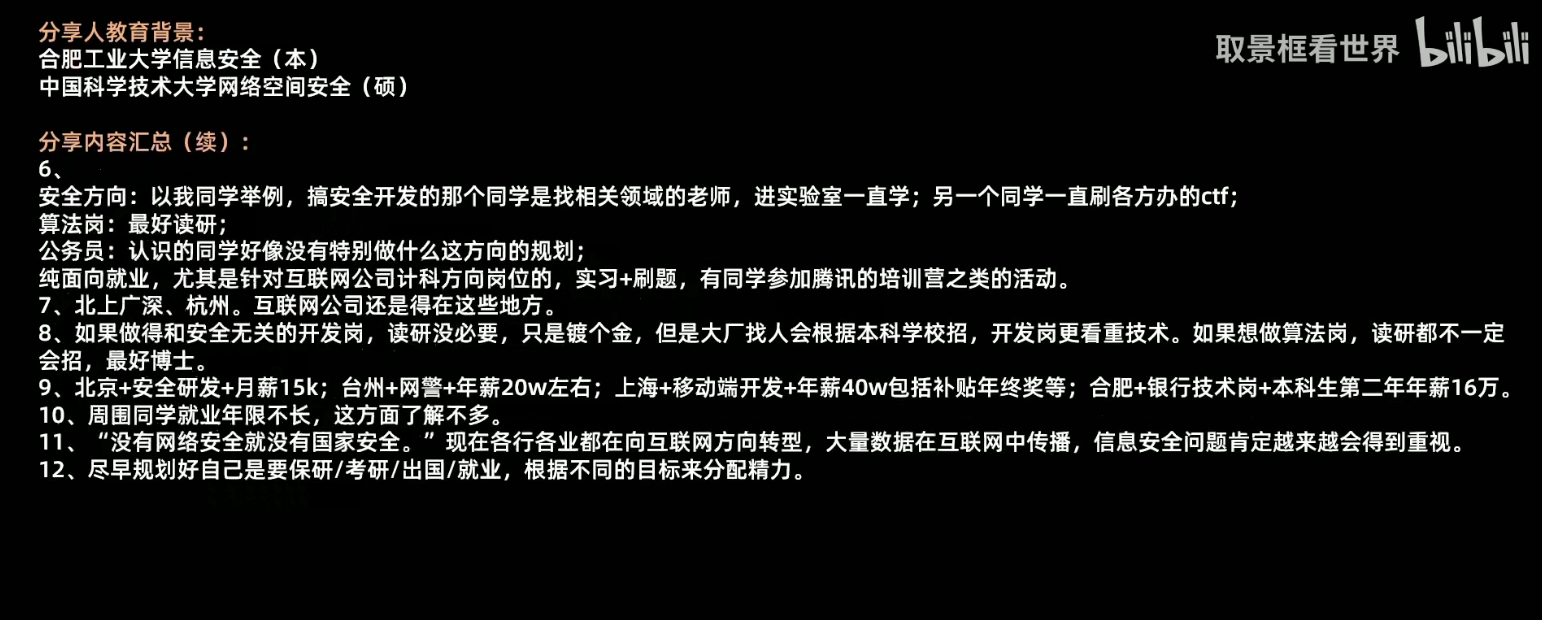 分享人教育背景：
合肥工业大学信息安全（本）
中国科学技术大学网络空间安全（硕）
取景框看世界 bilibili
分享内容汇总（续）：
6、
安全方向：以我同学举例，搞安全开发的那个同学是找相关领域的老师，进实验室一直学；另一个同学一直刷各方办的ctf；
算法岗：最好读研；
公务员：认识的同学好像没有特别做什么这方向的规划；
纯面向就业，尤其是针对互联网公司计科方向岗位的，实习+刷题，有同学参加腾讯的培训营之类的活动。
7、北上广深、杭州。互联网公司还是得在这些地方。
8、如果做得和安全无关的开发岗，读研没必要，只是镀个金，但是大厂找人会根据本科学校招，开发岗更看重技术。如果想做算法岗，读研都不一定
会招，最好博士。
9、北京+安全研发+月薪15k；台州+网警+年薪20w左右；上海+移动端开发+年薪40w包括补贴年终奖等；合肥+银行技术岗+本科生第二年年薪16万。
10、周围同学就业年限不长，这方面了解不多。
11、“没有网络安全就没有国家安全。”现在各行各业都在向互联网方向转型，大量数据在互联网中传播，信息安全问题肯定越来越会得到重视。
12、尽早规划好自己是要保研/考研/出国/就业，根据不同的目标来分配精力。